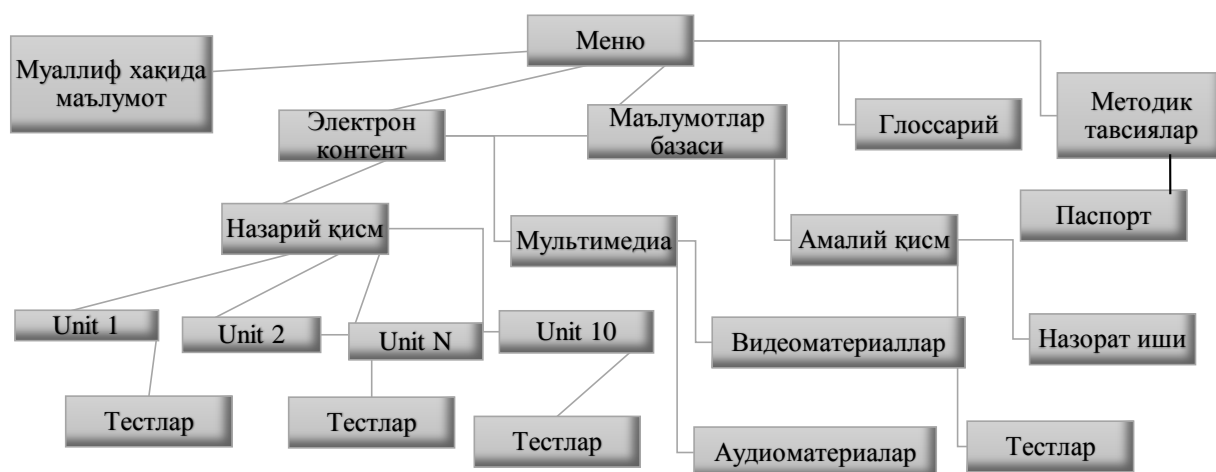 Меню
Муаллиф хақида
маълумот
Электрон
контент
Маълумотлар
базаси
Глоссарий
Методик
тавсиялар
Паспорт
Назарий қисм
Мультимедиа
Амалий қисм
Unit 1
Unit 2
Unit N
Unit 10
Видеоматериаллар
Назорат иши
Тестлар
Тестлар
Тестлар
Аудиоматериалар
Тестлар